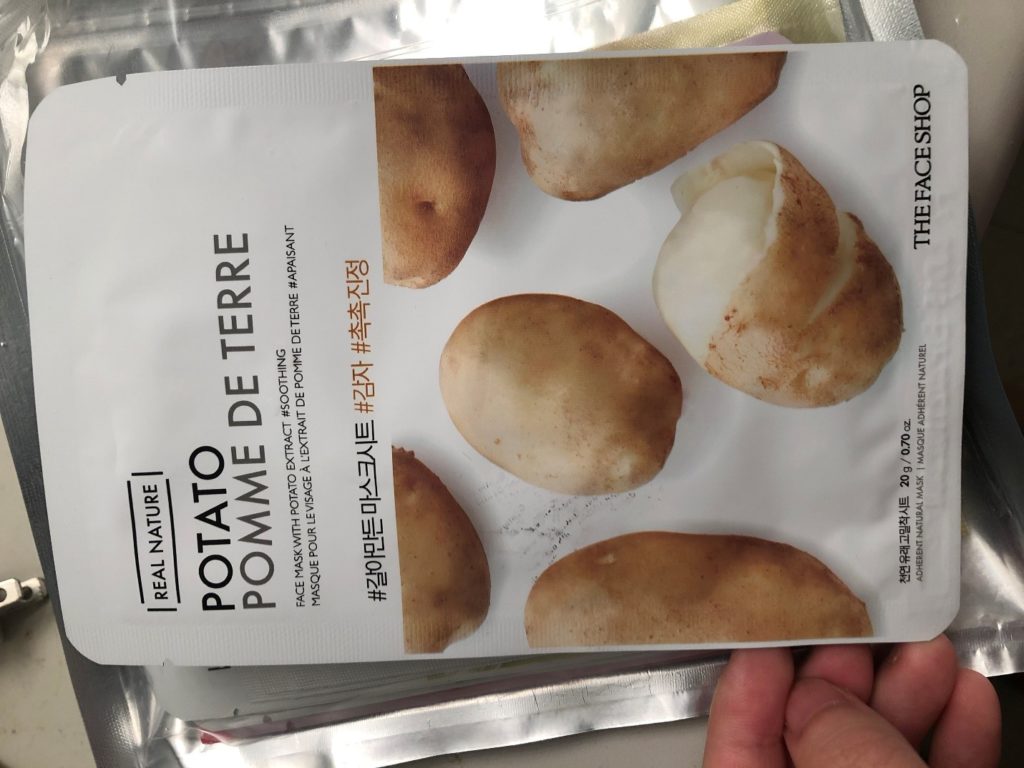 REAL NATURE
POTATO
POMME DE TERRE
FACE MASK WITH POTATO EXTRACT #SOOTHING
MASQUE POUR LE VISAGE À L'EXTRAIT DE POMME DE TERRE #APAISANT
#갈아만든 마스크시트 #감자 #촉촉진정
천연 유래 고밀착 시트 20 g / 0.70 oz.
ADHERENT NATURAL MASK | MASQUE ADHÉRENT NATUREL
THE FACE SHOP